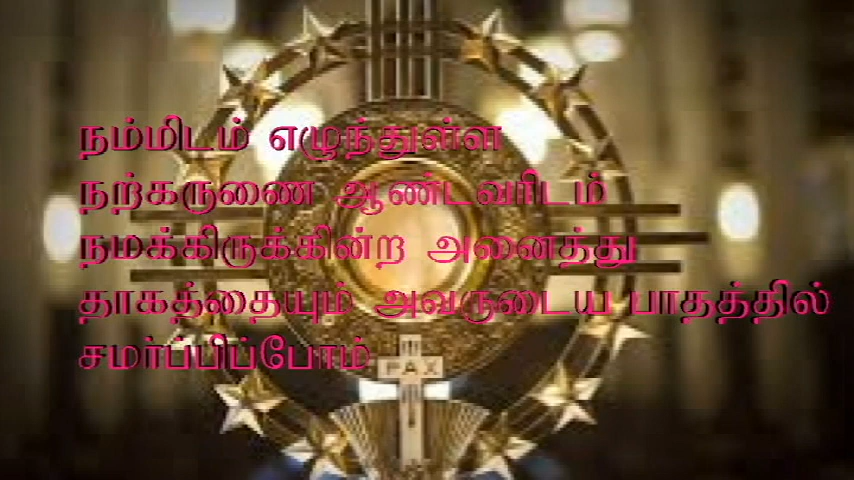 நம்மிடம் எழுந்துள்ள
நற்கருணை ஆண்டவரிடம்
நமக்கிருக்கின்ற அனைத்து
தாகத்தையும் அவருடைய பாதத்தில்
சமர்ப்பிப்போம்
PAX